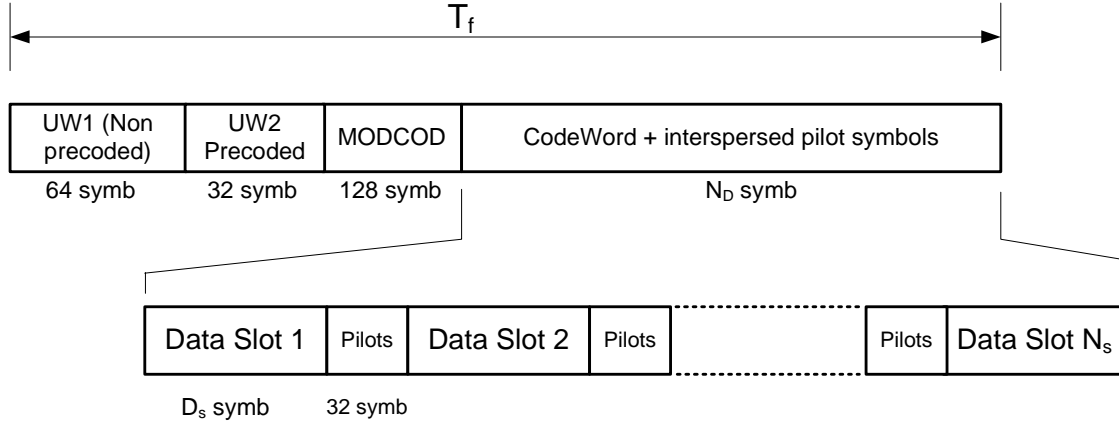 T_f
UW1 (Non
precoded)
UW2
Precoded
MODCOD
CodeWord + interspersed pilot symbols
64 symb
32 symb
128 symb
N_D symb
Data Slot 1
Pilots
Data Slot 2
Pilots
Pilots
Data Slot N_s
D_s symb
32 symb